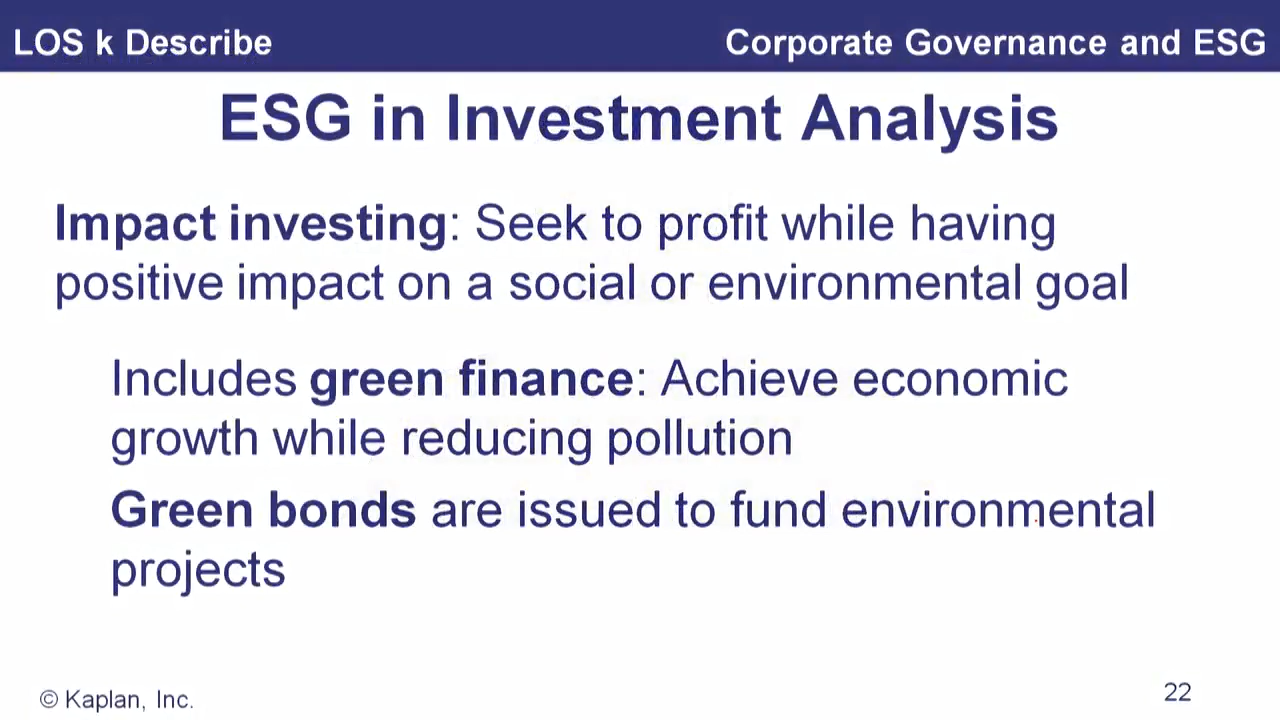 LOS k Describe
Corporate Governance and ESG
ESG in Investment Analysis
Impact investing: Seek to profit while having
positive impact on a social or environmental goal
Includes green finance: Achieve economic
growth while reducing pollution
Green bonds are issued to fund environmental
projects
© Kaplan, Inc.
22